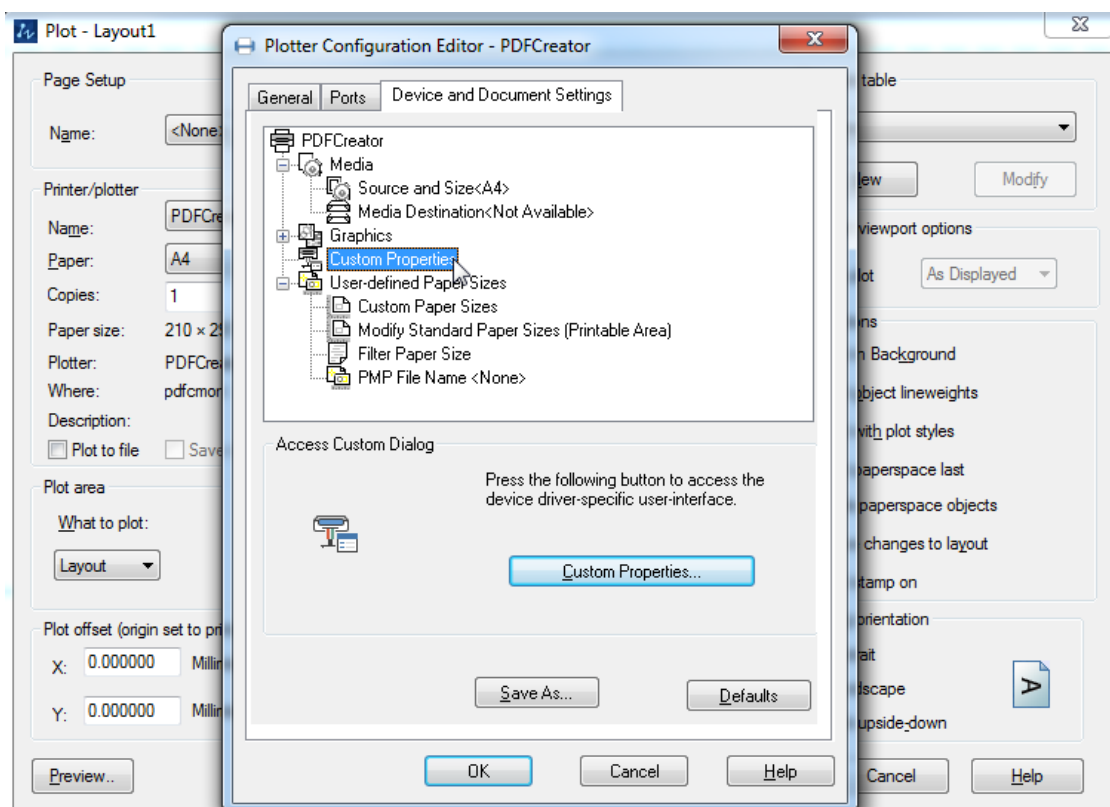 Plot - Layout1
Page Setup
Name: <None>
Printer/plotter
Name: PDFCre
Paper: A4
Copies: 1
Paper size: 210 × 29
Plotter: PDFCrea
Where: pdfcmor
Description:
Plot to file Save
Plot area
What to plot:
Layout
Plot offset (origin set to pri
X: 0.000000 Millim
Y: 0.000000 Millim
Preview..
Plotter Configuration Editor - PDFCreator
General Ports Device and Document Settings
PDFCreator
Media
Source and Size<A4>
Media Destination<Not Available>
Graphics
Custom Properties
User-defined Paper Sizes
Custom Paper Sizes
Modify Standard Paper Sizes (Printable Area)
Filter Paper Size
PMP File Name <None>
Access Custom Dialog
Press the following button to access the
device driver-specific user-interface.
Custom Properties...
Save As... Defaults
OK Cancel Help
table
ew Modify
viewport options
lot As Displayed
ons
n Background
object lineweights
with plot styles
paperspace last
paperspace objects
changes to layout
stamp on
orientation
rait
dscape
A
upside-down
Cancel Help